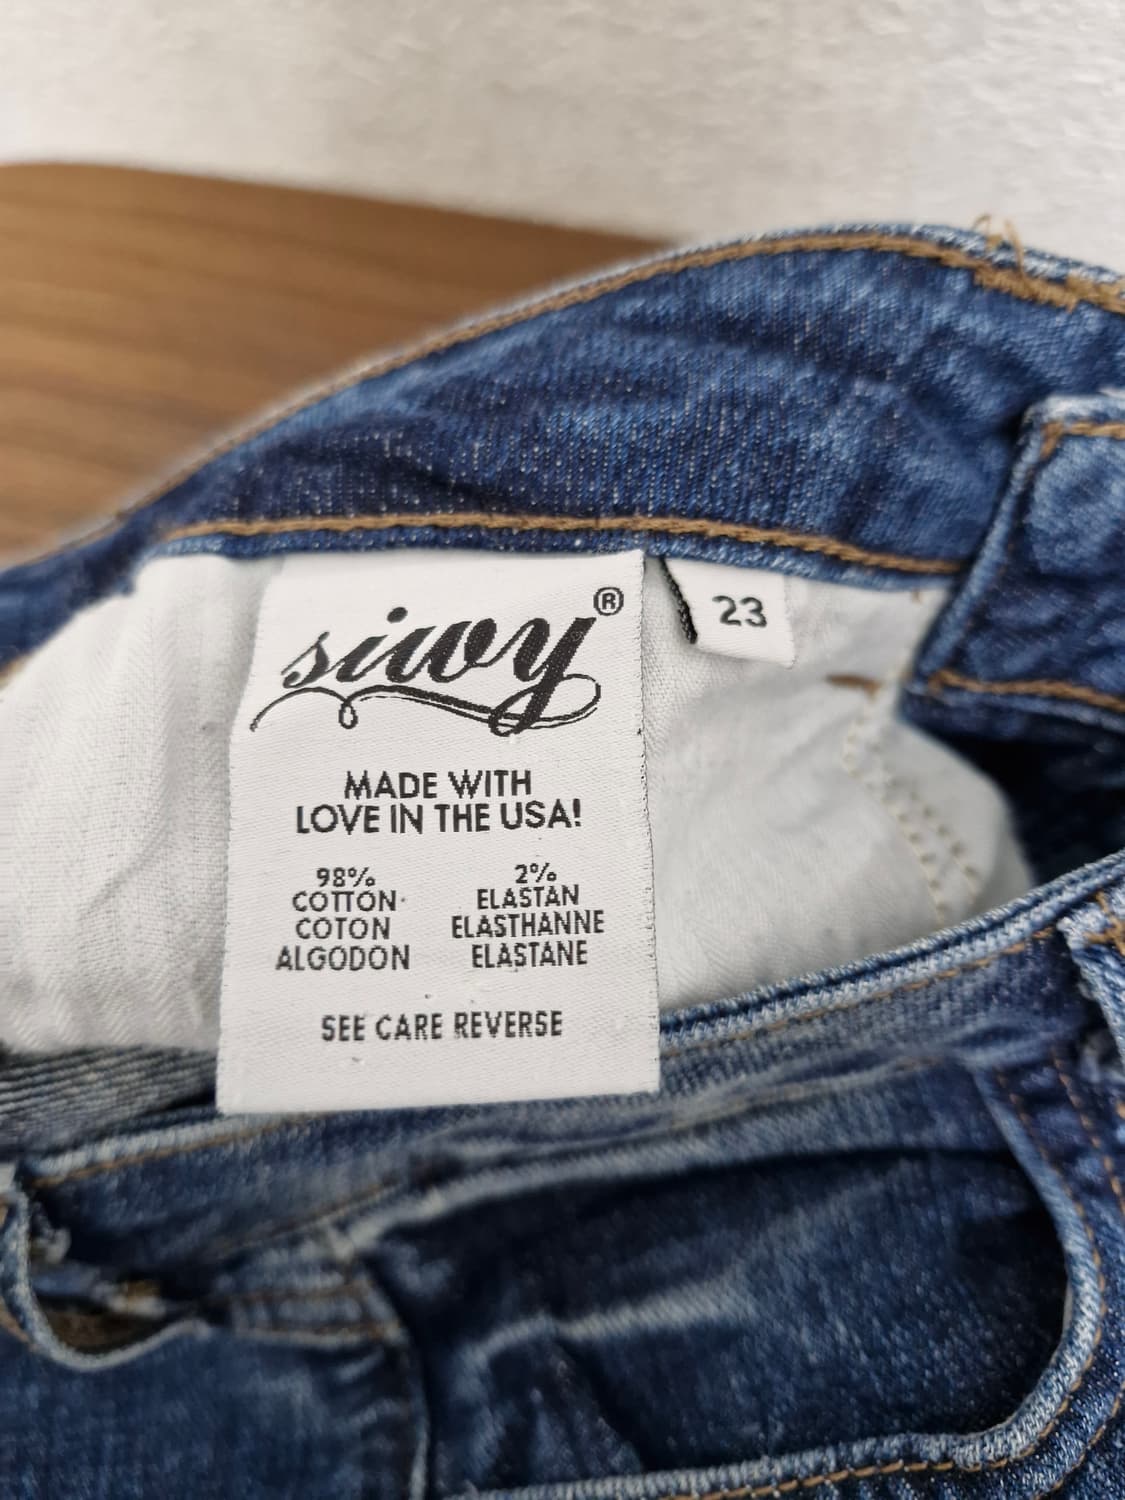 siwy®
23
MADE WITH
LOVE IN THE USA!
98% 2%
COTTON ELASTAN
COTON ELASTHANNE
ALGODON ELASTANE
SEE CARE REVERSE